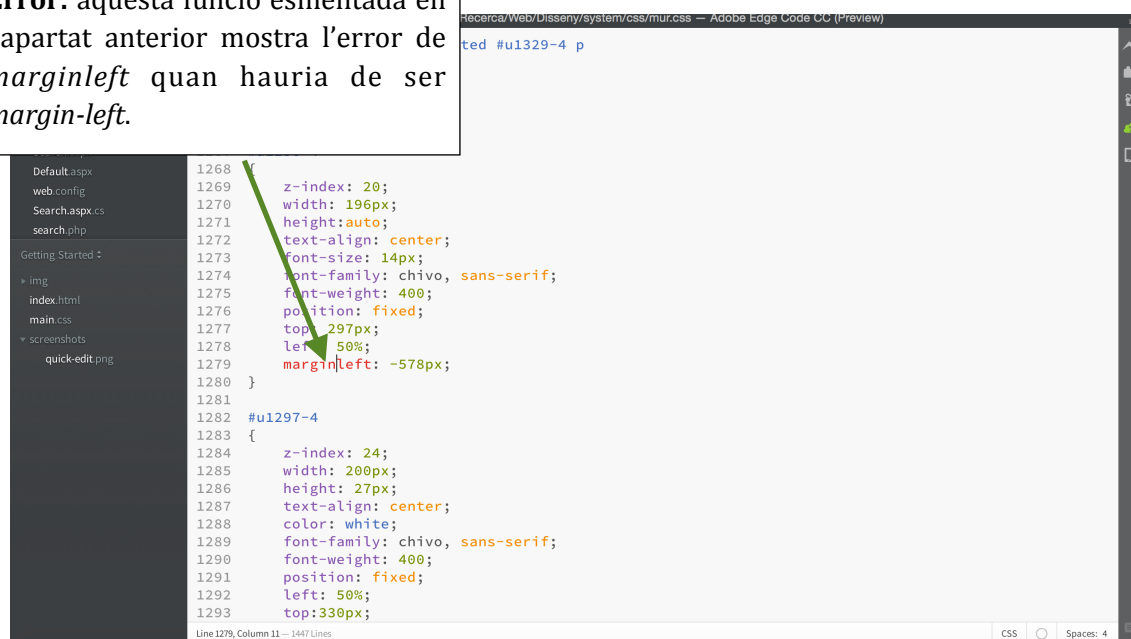 Error: aquesta funció esmentada en
apartat anterior mostra l’error de
marginleft quan hauria de ser
margin-left.
Recerca/Web/Disseny/system/css/mur.css — Adobe Edge Code CC (Preview)
ted #u1329-4 p
Default.aspx
web.config
Search.aspx.cs
search.php
Getting Started
img
index.html
main.css
screenshots
quick-edit.png
1268 {
1269 z-index: 20;
1270 width: 196px;
1271 height:auto;
1272 text-align: center;
1273 font-size: 14px;
1274 font-family: chivo, sans-serif;
1275 font-weight: 400;
1276 position: fixed;
1277 top: 297px;
1278 left: 50%;
1279 marginleft: -578px;
1280 }
1281
1282 #u1297-4
1283 {
1284 z-index: 24;
1285 width: 200px;
1286 height: 27px;
1287 text-align: center;
1288 color: white;
1289 font-family: chivo, sans-serif;
1290 font-weight: 400;
1291 position: fixed;
1292 left: 50%;
1293 top:330px;
Line 1279, Column 11 — 1447 Lines
CSS
Spaces: 4